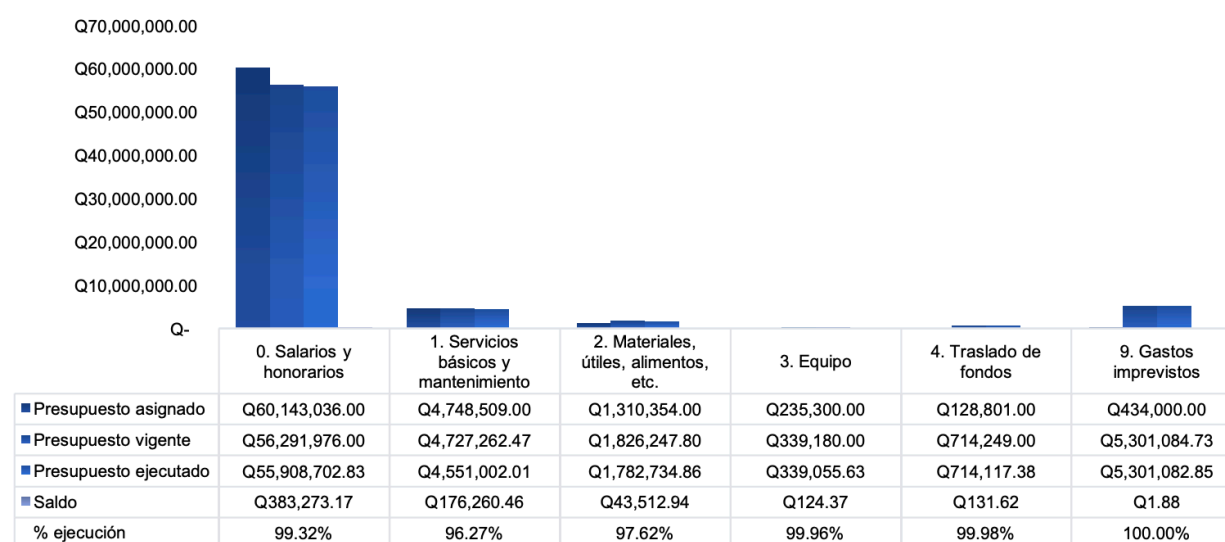 Q70,000,000.00
Q60,000,000.00
Q50,000,000.00
Q40,000,000.00
Q30,000,000.00
Q20,000,000.00
Q10,000,000.00
Q-
0. Salarios y
honorarios
1. Servicios
básicos y
mantenimiento
2. Materiales,
útiles, alimentos,
etc.
3. Equipo
4. Traslado de
fondos
9. Gastos
imprevistos
Presupuesto asignado Q60,143,036.00 Q4,748,509.00 Q1,310,354.00 Q235,300.00 Q128,801.00 Q434,000.00
Presupuesto vigente Q56,291,976.00 Q4,727,262.47 Q1,826,247.80 Q339,180.00 Q714,249.00 Q5,301,084.73
Presupuesto ejecutado Q55,908,702.83 Q4,551,002.01 Q1,782,734.86 Q339,055.63 Q714,117.38 Q5,301,082.85
Saldo Q383,273.17 Q176,260.46 Q43,512.94 Q124.37 Q131.62 Q1.88
% ejecución 99.32% 96.27% 97.62% 99.96% 99.98% 100.00%